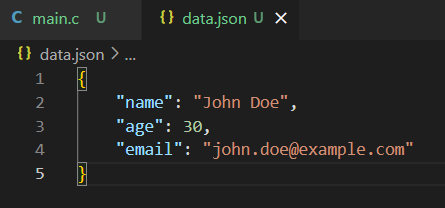 C main.c U {} data.json U ×
{} data.json > ...
1 {
2     "name": "John Doe",
3     "age": 30,
4     "email": "john.doe@example.com"
5 }